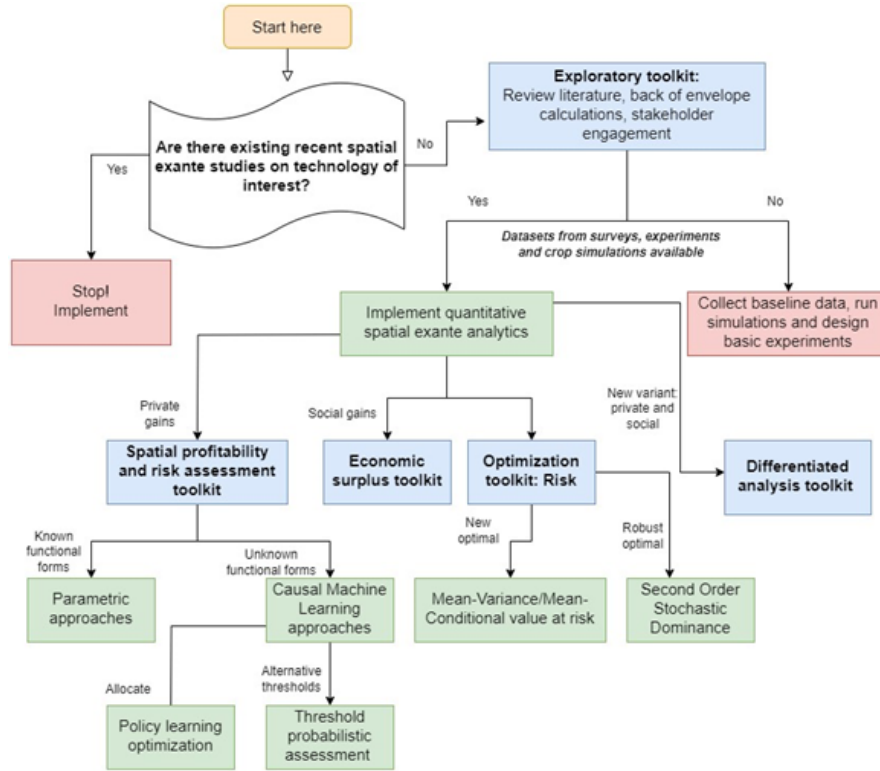 Start here
Exploratory toolkit:
Review literature, back of envelope
calculations, stakeholder
engagement
Are there existing recent spatial
exante studies on technology of
interest?
No
Yes
Yes
No
Datasets from surveys, experiments
and crop simulations available
Stop!
Implement
Implement quantitative
spatial exante analytics
Collect baseline data, run
simulations and design
basic experiments
Private
gains
Social gains
New variant:
private and
social
Spatial profitability
and risk assessment
toolkit
Economic
surplus toolkit
Optimization
toolkit: Risk
Differentiated
analysis toolkit
Known
functional
forms
Unknown
functional forms
New
optimal
Robust
optimal
Parametric
approaches
Causal Machine
Learning
approaches
Mean-Variance/Mean-
Conditional value at risk
Second Order
Stochastic
Dominance
Allocate
Alternative
thresholds
Policy learning
optimization
Threshold
probabilistic
assessment